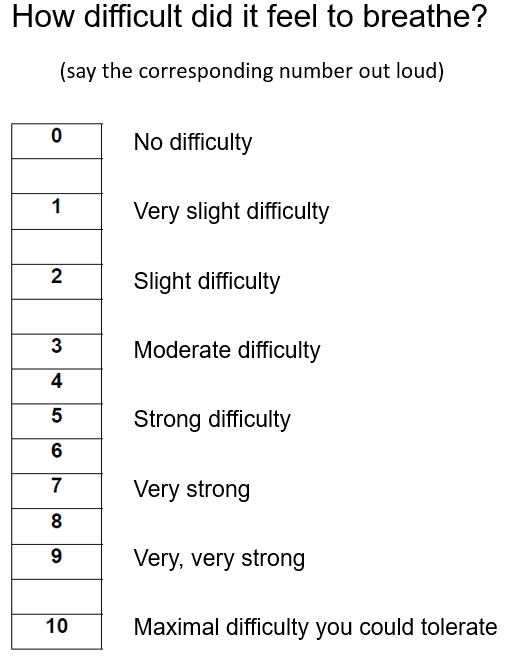 How difficult did it feel to breathe?
(say the corresponding number out loud)
0 No difficulty
1 Very slight difficulty
2 Slight difficulty
3 Moderate difficulty
4
5 Strong difficulty
6
7 Very strong
8
9 Very, very strong
10 Maximal difficulty you could tolerate